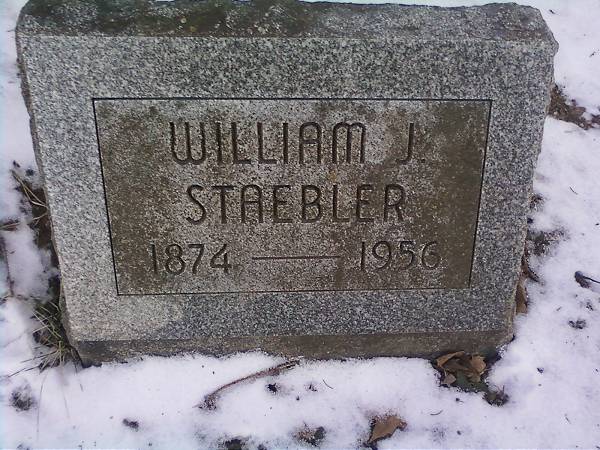 WILLIAM J.
STAEBLER
1874 — 1956